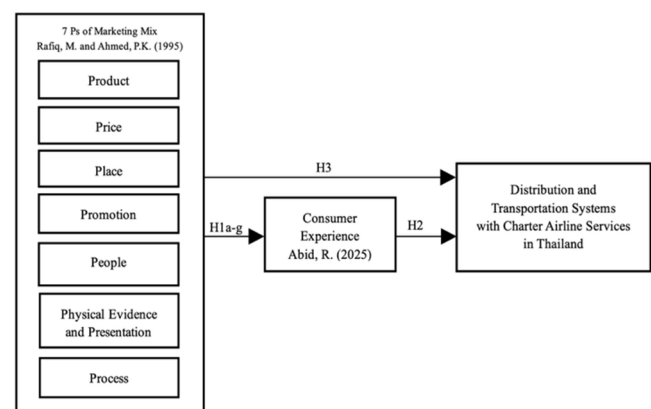 7 Ps of Marketing Mix
Rafiq, M. and Ahmed, P.K. (1995)
Product
Price
Place
Promotion
People
Physical Evidence
and Presentation
Process
H3
H1a-g
Consumer
Experience
Abid, R. (2025)
H2
Distribution and
Transportation Systems
with Charter Airline Services
in Thailand